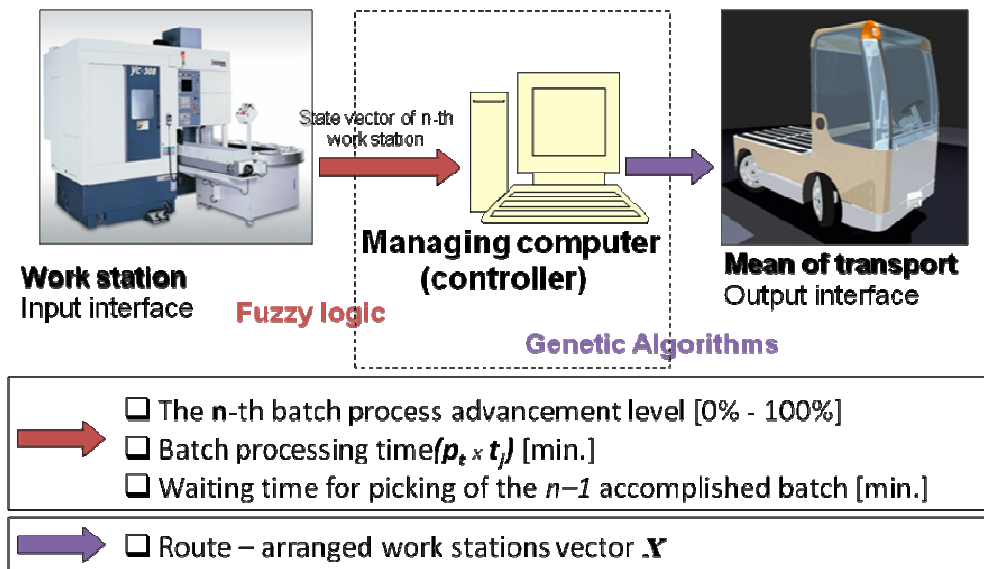 YC-308
State vector of n-th
work station
Managing computer
(controller)
Work station
Input interface
Mean of transport
Output interface
Fuzzy logic
Genetic Algorithms
❑ The n-th batch process advancement level [0% - 100%]
❑ Batch processing time(pt x tj) [min.]
❑ Waiting time for picking of the n–1 accomplished batch [min.]
❑ Route – arranged work stations vector X